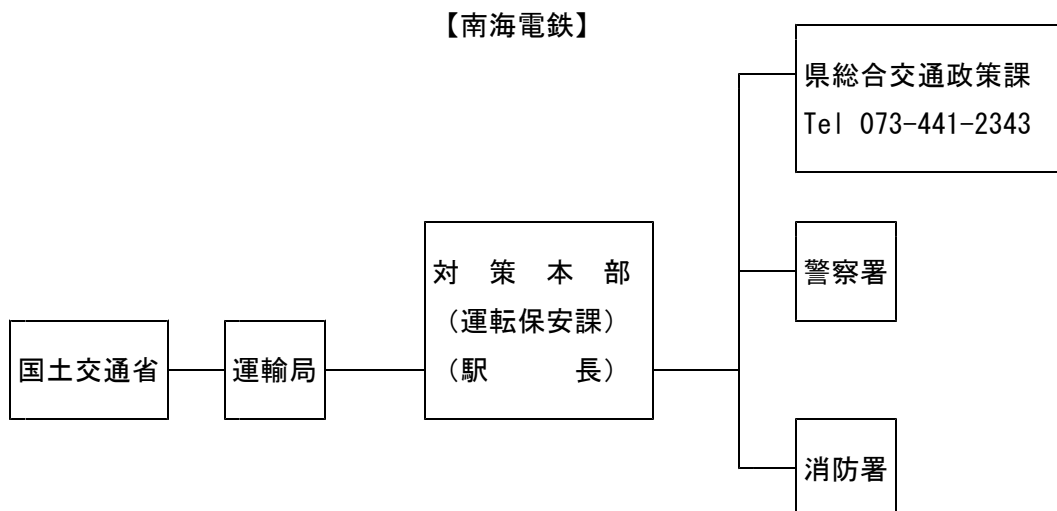 【南海電鉄】
県総合交通政策課
Tel 073-441-2343
対　策　本　部
（運転保安課）
（駅　　　長）
警察署
国土交通省
運輸局
消防署